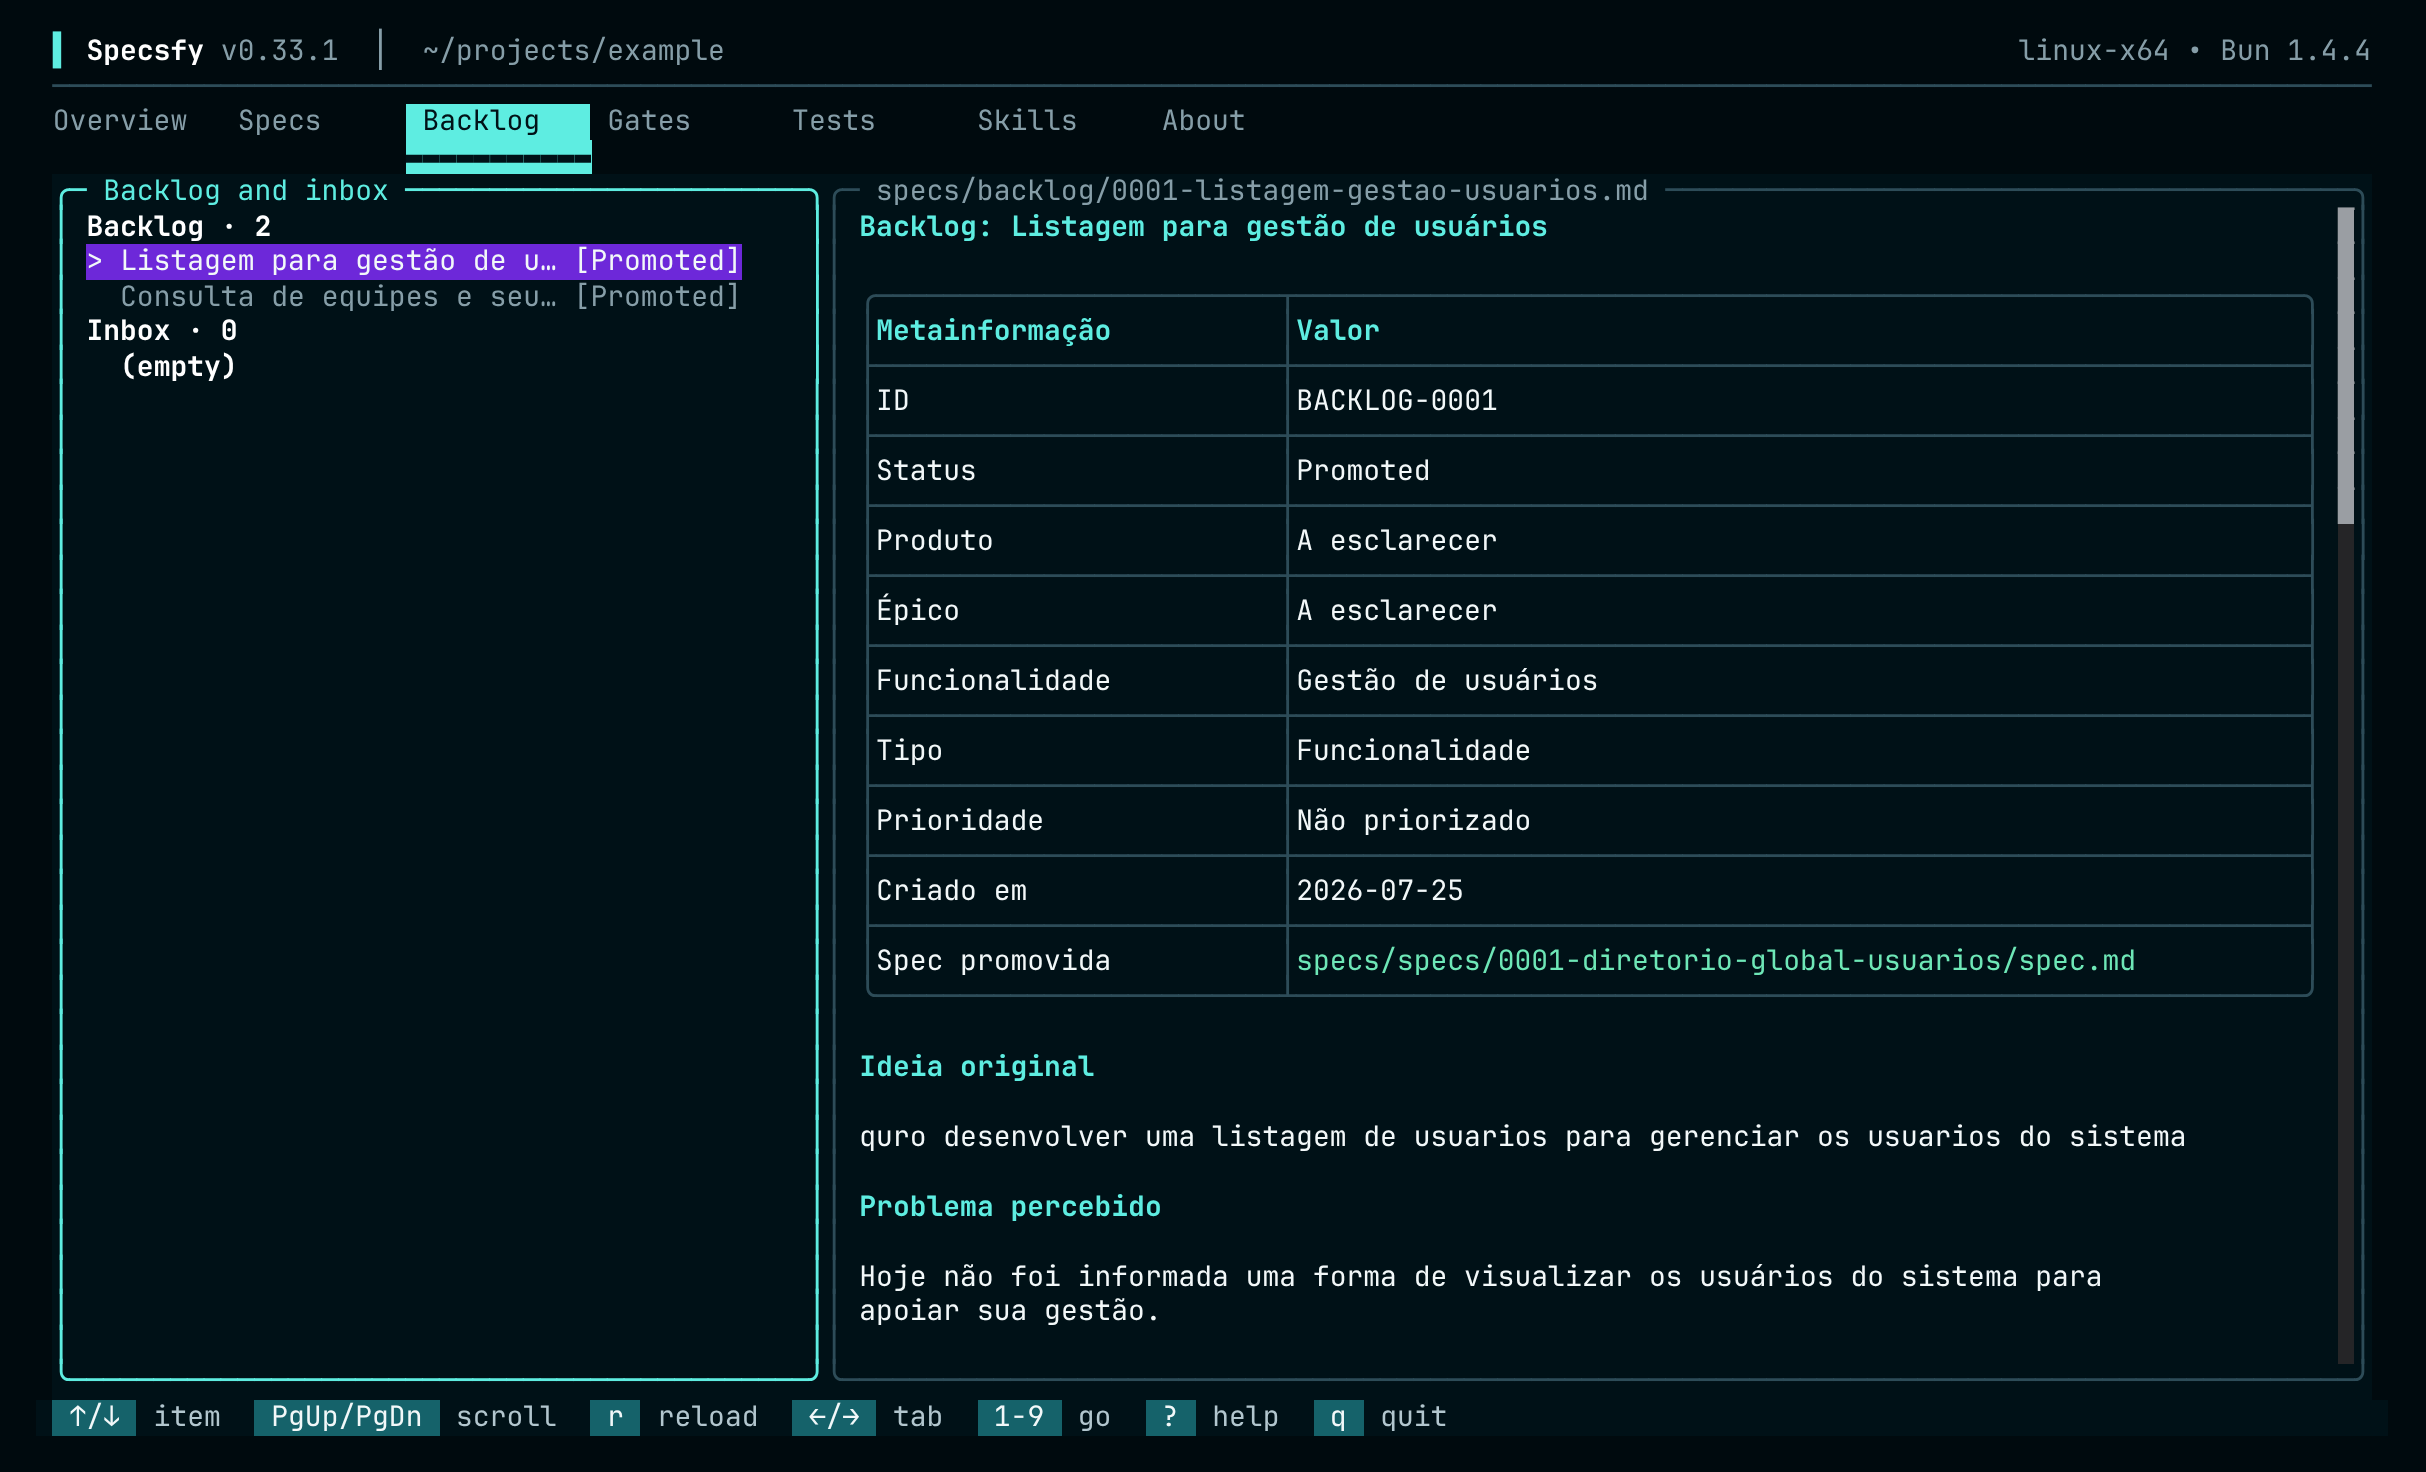 Specsfy v0.33.1 │ ~/projects/example linux-x64 • Bun 1.4.4
Overview Specs Backlog Gates Tests Skills About
Backlog and inbox
Backlog · 2
> Listagem para gestão de u… [Promoted]
Consulta de equipes e seu… [Promoted]
Inbox · 0
(empty)
specs/backlog/0001-listagem-gestao-usuarios.md
Backlog: Listagem para gestão de usuários
Metainformação Valor
ID BACKLOG-0001
Status Promoted
Produto A esclarecer
Épico A esclarecer
Funcionalidade Gestão de usuários
Tipo Funcionalidade
Prioridade Não priorizado
Criado em 2026-07-25
Spec promovida specs/specs/0001-diretorio-global-usuarios/spec.md
Ideia original
quro desenvolver uma listagem de usuarios para gerenciar os usuarios do sistema
Problema percebido
Hoje não foi informada uma forma de visualizar os usuários do sistema para
apoiar sua gestão.
↑/↓ item PgUp/PgDn scroll r reload ←/→ tab 1-9 go ? help q quit